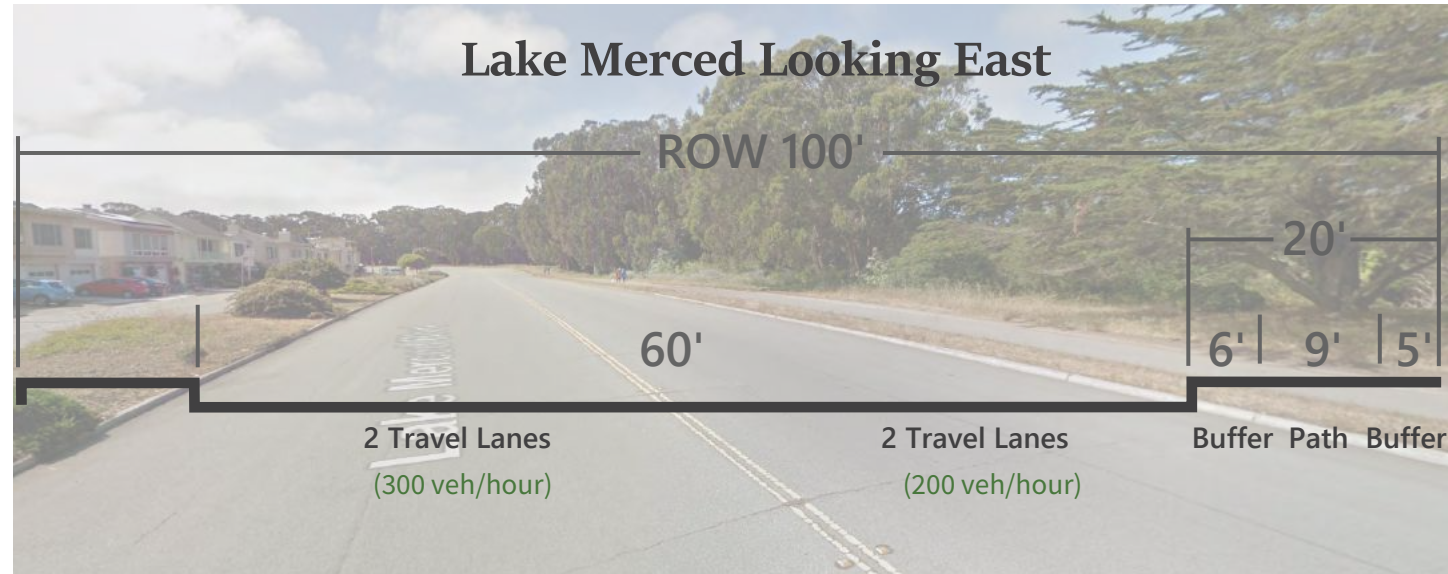 Lake Merced Looking East
ROW 100'
20'
60'
6' 9' 5'
2 Travel Lanes 2 Travel Lanes Buffer Path Buffer
(300 veh/hour) (200 veh/hour)